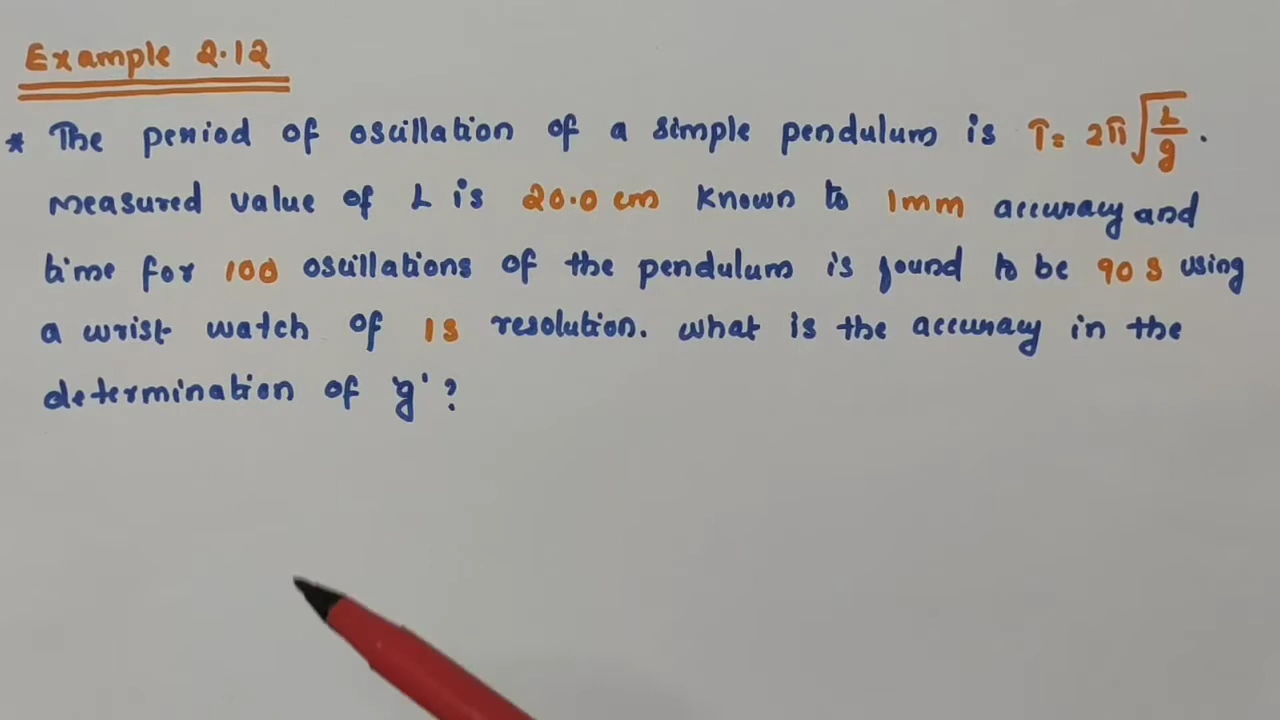 Example 2.12
* The period of oscillation of a simple pendulum is T = 2π√(L/g).
measured value of L is 20.0 cm known to 1mm accuracy and
time for 100 oscillations of the pendulum is found to be 90 s using
a wrist watch of 1s resolution. what is the accuracy in the
determination of 'g' ?